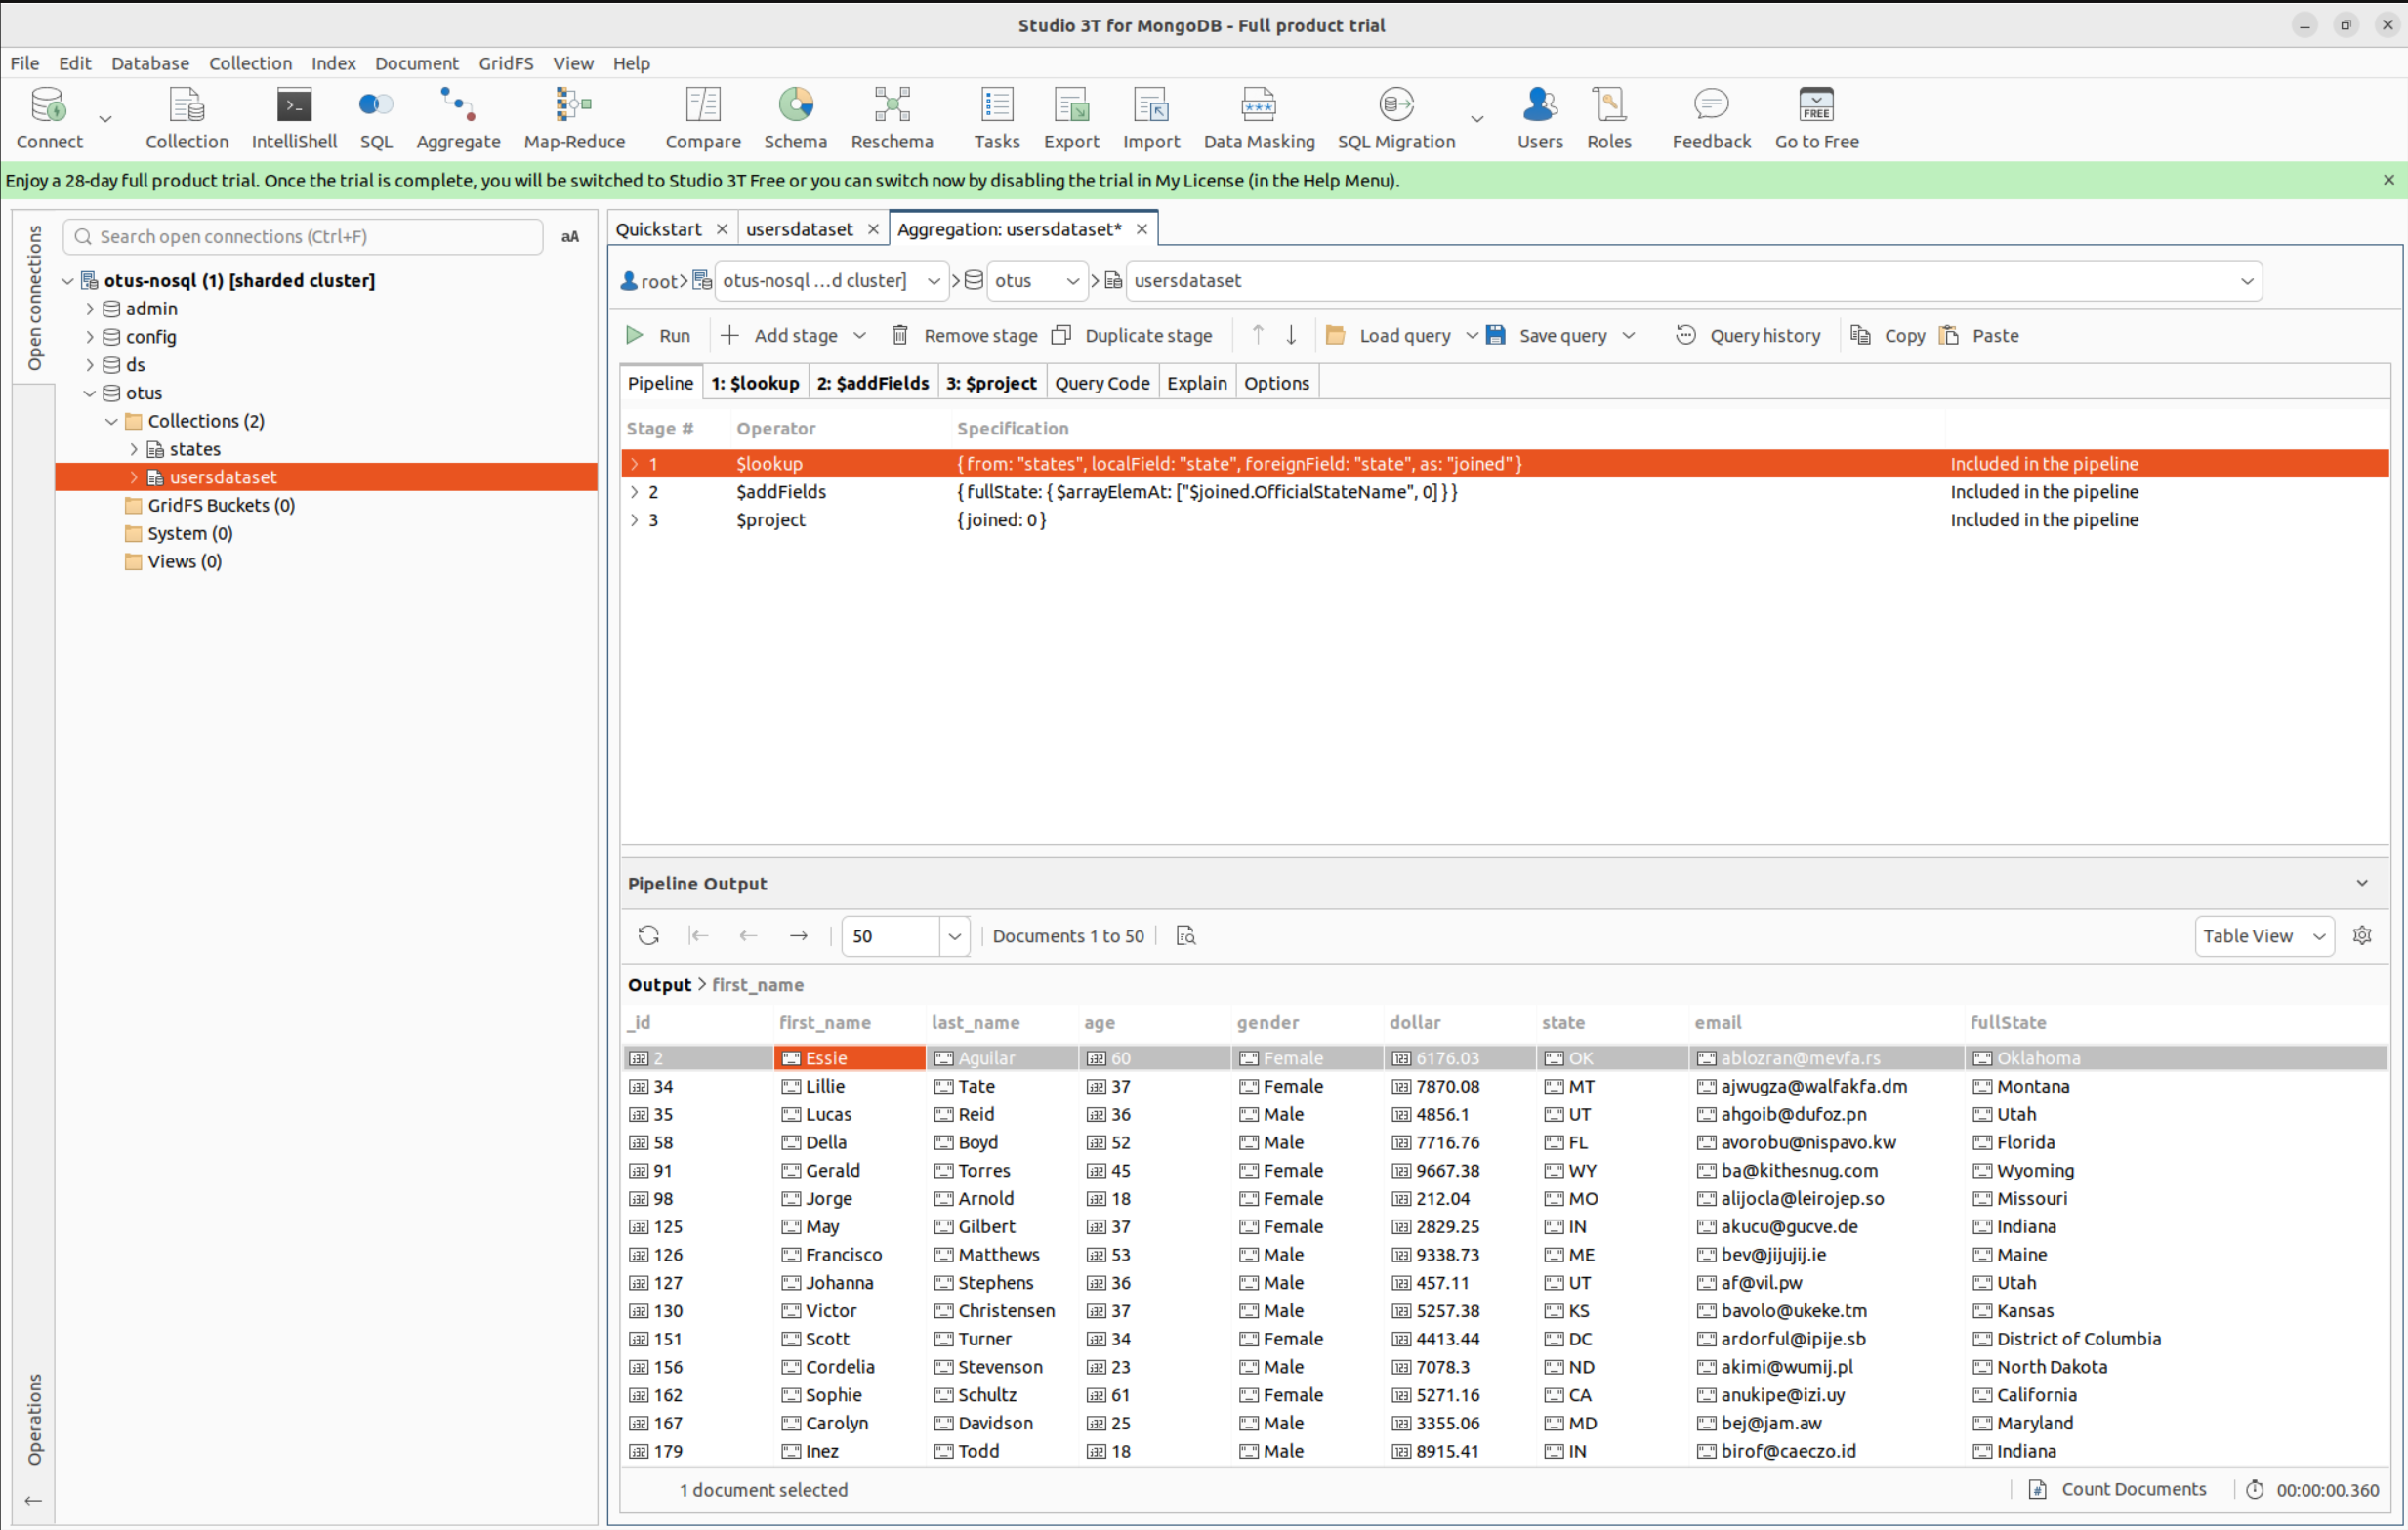 Studio 3T for MongoDB - Full product trial
File Edit Database Collection Index Document GridFS View Help
Connect Collection IntelliShell SQL Aggregate Map-Reduce Compare Schema Reschema Tasks Export Import Data Masking SQL Migration Users Roles Feedback Go to Free
Enjoy a 28-day full product trial. Once the trial is complete, you will be switched to Studio 3T Free or you can switch now by disabling the trial in My License (in the Help Menu).
Open connections
Search open connections (Ctrl+F) aA
otus-nosql (1) [sharded cluster]
admin
config
ds
otus
Collections (2)
states
usersdataset
GridFS Buckets (0)
System (0)
Views (0)
Operations
Quickstart usersdataset Aggregation: usersdataset*
root otus-nosql ...d cluster] otus usersdataset
Run Add stage Remove stage Duplicate stage Load query Save query Query history Copy Paste
Pipeline 1: $lookup 2: $addFields 3: $project Query Code Explain Options
Stage # Operator Specification
1 $lookup { from: "states", localField: "state", foreignField: "state", as: "joined" } Included in the pipeline
2 $addFields { fullState: { $arrayElemAt: ["$joined.OfficialStateName", 0] } } Included in the pipeline
3 $project { joined: 0 } Included in the pipeline
Pipeline Output
50 Documents 1 to 50 Table View
Output > first_name
_id first_name last_name age gender dollar state email fullState
2 Essie Aguilar 60 Female 6176.03 OK ablozran@mevfa.rs Oklahoma
34 Lillie Tate 37 Female 7870.08 MT ajwugza@walfakfa.dm Montana
35 Lucas Reid 36 Male 4856.1 UT ahgoib@dufoz.pn Utah
58 Della Boyd 52 Male 7716.76 FL avorobu@nispavo.kw Florida
91 Gerald Torres 45 Female 9667.38 WY ba@kithesnug.com Wyoming
98 Jorge Arnold 18 Female 212.04 MO alijocla@leirojep.so Missouri
125 May Gilbert 37 Female 2829.25 IN akucu@gucve.de Indiana
126 Francisco Matthews 53 Male 9338.73 ME bev@jijujij.ie Maine
127 Johanna Stephens 36 Male 457.11 UT af@vil.pw Utah
130 Victor Christensen 37 Male 5257.38 KS bavolo@ukeke.tm Kansas
151 Scott Turner 34 Female 4413.44 DC ardorful@ipije.sb District of Columbia
156 Cordelia Stevenson 23 Male 7078.3 ND akimi@wumij.pl North Dakota
162 Sophie Schultz 61 Female 5271.16 CA anukipe@izi.uy California
167 Carolyn Davidson 25 Male 3355.06 MD bej@jam.aw Maryland
179 Inez Todd 18 Male 8915.41 IN birof@caeczo.id Indiana
1 document selected Count Documents 00:00:00.360